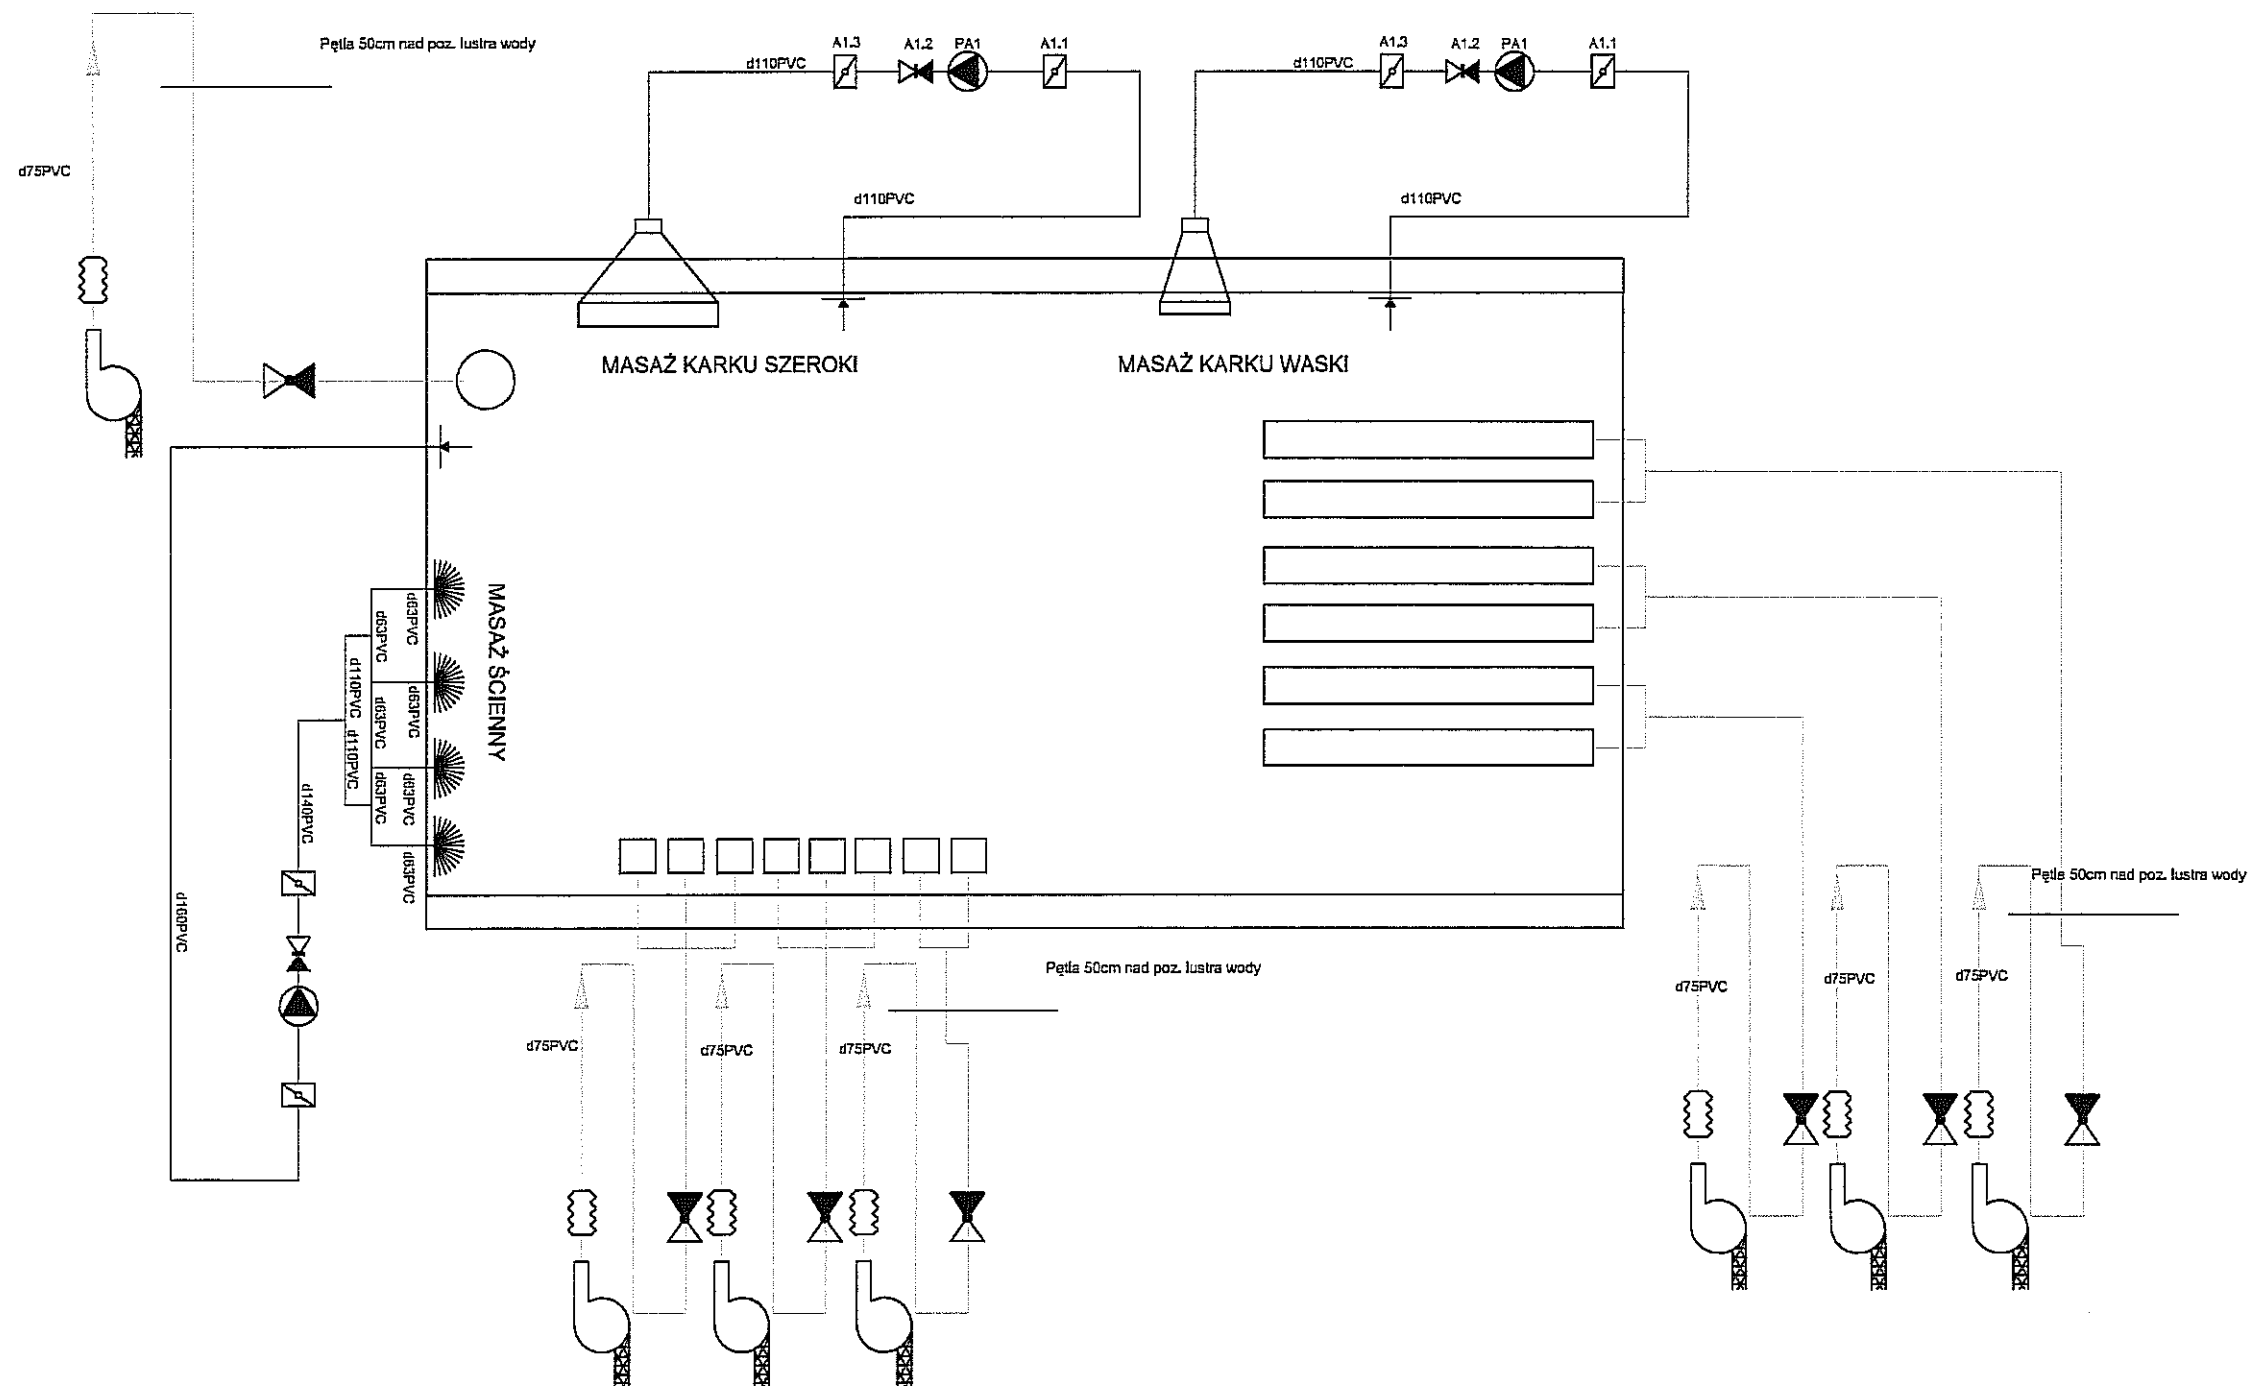 Pętla 50cm nad poz. lustra wody
A1.3
A1.2
PA1
A1.1
A1.3
A1.2
PA1
A1.1
d110PVC
d110PVC
d75PVC
d110PVC
d110PVC
MASAŻ KARKU SZEROKI
MASAŻ KARKU WASKI
MASAŻ ŚCIENNY
d63PVC
d63PVC
d110PVC
d63PVC
d63PVC
d110PVC
d63PVC
d63PVC
d63PVC
d140PVC
d160PVC
Pętla 50cm nad poz. lustra wody
d75PVC
d75PVC
d75PVC
Pętla 50cm nad poz. lustra wody
d75PVC
d75PVC
d75PVC